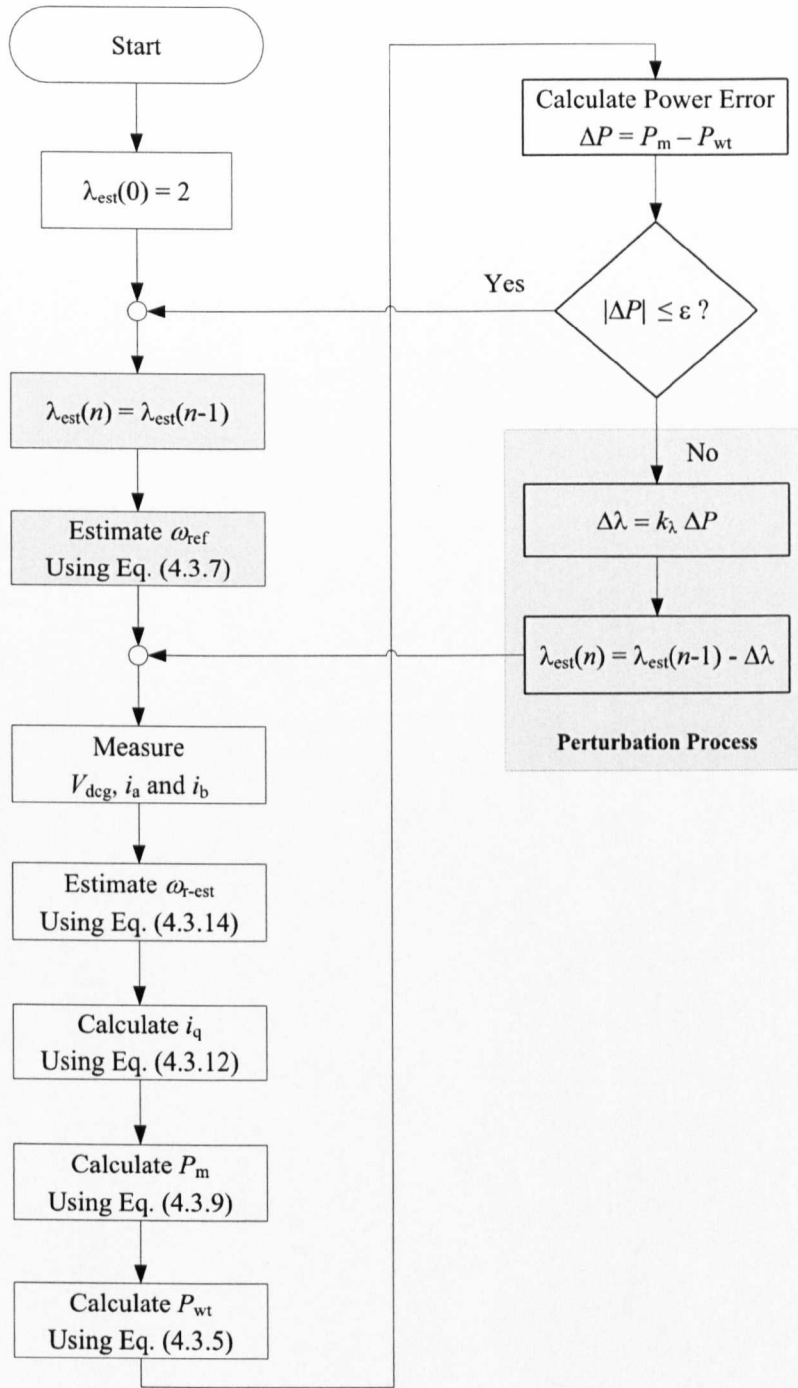 Start
λest(0) = 2
λest(n) = λest(n-1)
Estimate ωref
Using Eq. (4.3.7)
Measure
Vdcg, ia and ib
Estimate ωr-est
Using Eq. (4.3.14)
Calculate iq
Using Eq. (4.3.12)
Calculate Pm
Using Eq. (4.3.9)
Calculate Pwt
Using Eq. (4.3.5)
Calculate Power Error
ΔP = Pm – Pwt
|ΔP| ≤ ε ?
Yes
No
Δλ = kλ ΔP
λest(n) = λest(n-1) - Δλ
Perturbation Process